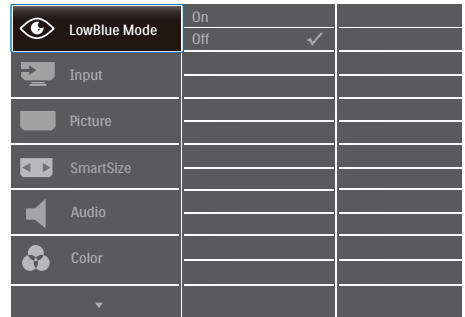 LowBlue Mode
On
Off
Input
Picture
SmartSize
Audio
Color